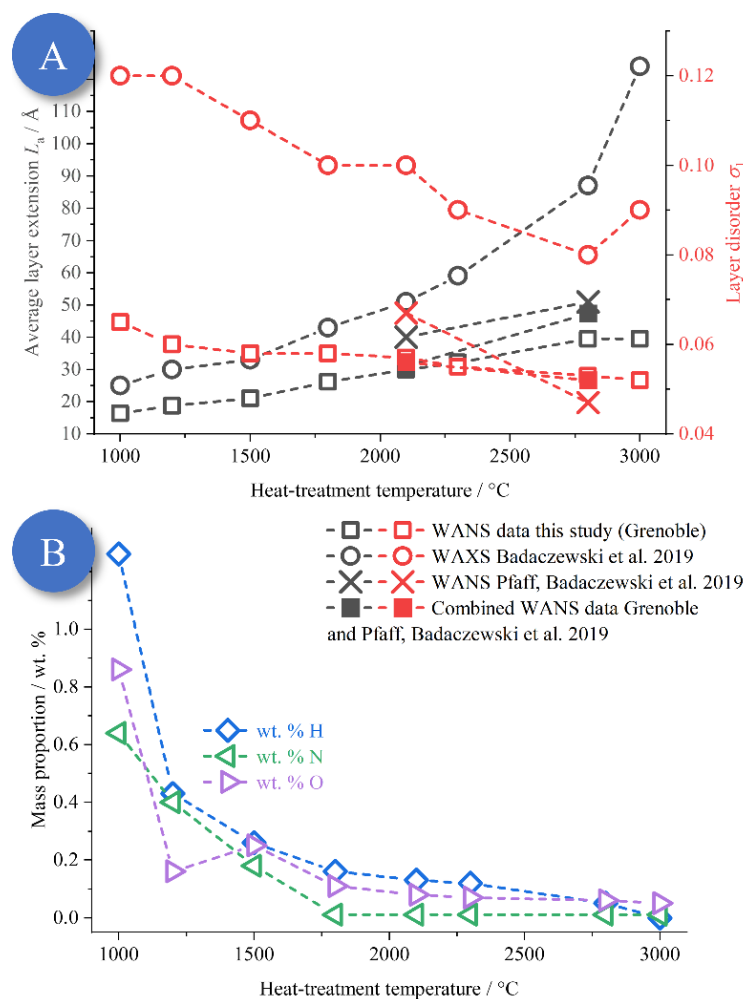 A
Average layer extension Lₐ / Å
110
100
90
80
70
60
50
40
30
20
10
0.12
0.10
0.08
0.06
0.04
Layer disorder σ₁
1000 1500 2000 2500 3000
Heat-treatment temperature / °C
WANS data this study (Grenoble)
WAXS Badaczewski et al. 2019
WANS Pfaff, Badaczewski et al. 2019
Combined WANS data Grenoble
and Pfaff, Badaczewski et al. 2019
B
Mass proportion / wt. %
1.0
0.8
0.6
0.4
0.2
0.0
wt. % H
wt. % N
wt. % O
1000 1500 2000 2500 3000
Heat-treatment temperature / °C